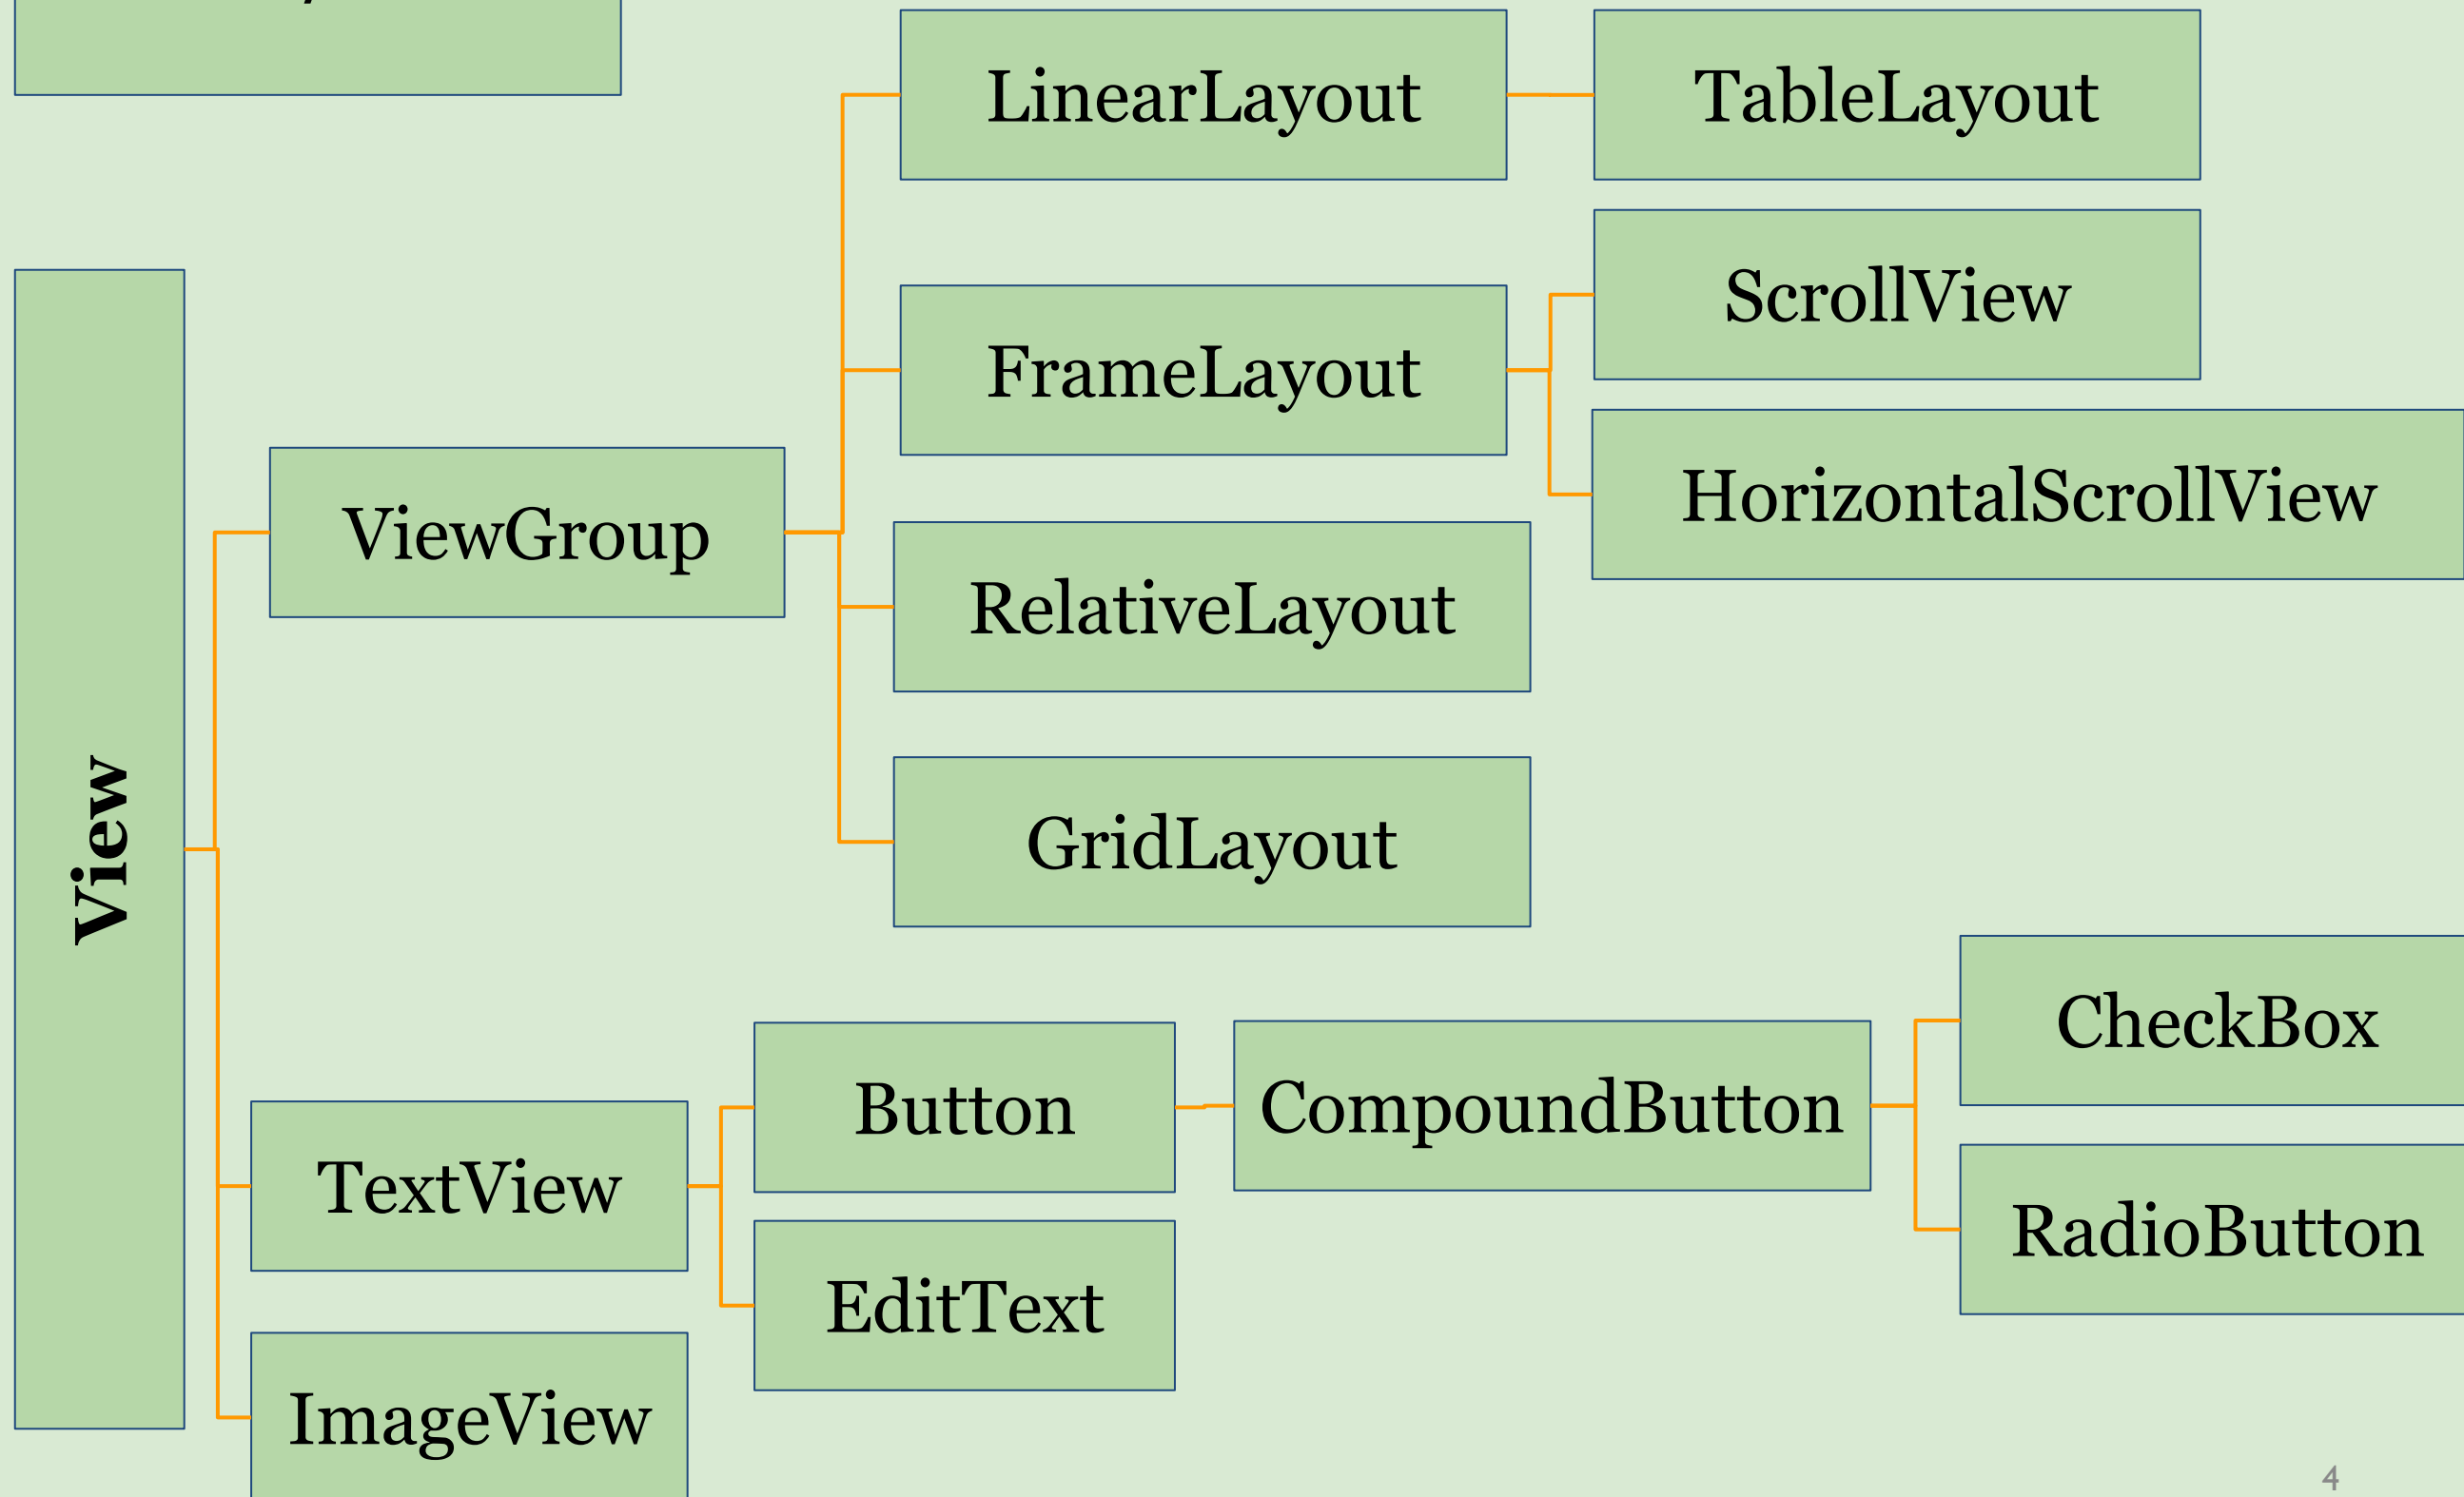 LinearLayout
TableLayout
ScrollView
FrameLayout
HorizontalScrollView
ViewGroup
RelativeLayout
GridLayout
View
CheckBox
Button
CompoundButton
TextView
RadioButton
EditText
ImageView
4